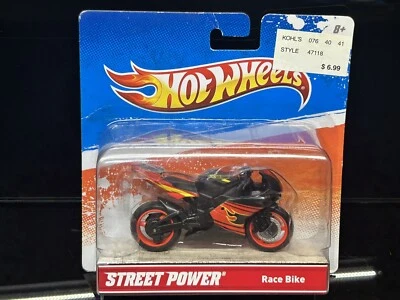 8+
KOHL'S 076 40 41
STYLE 47118
$ 6.99
HOT WHEELS
STREET POWER
Race Bike